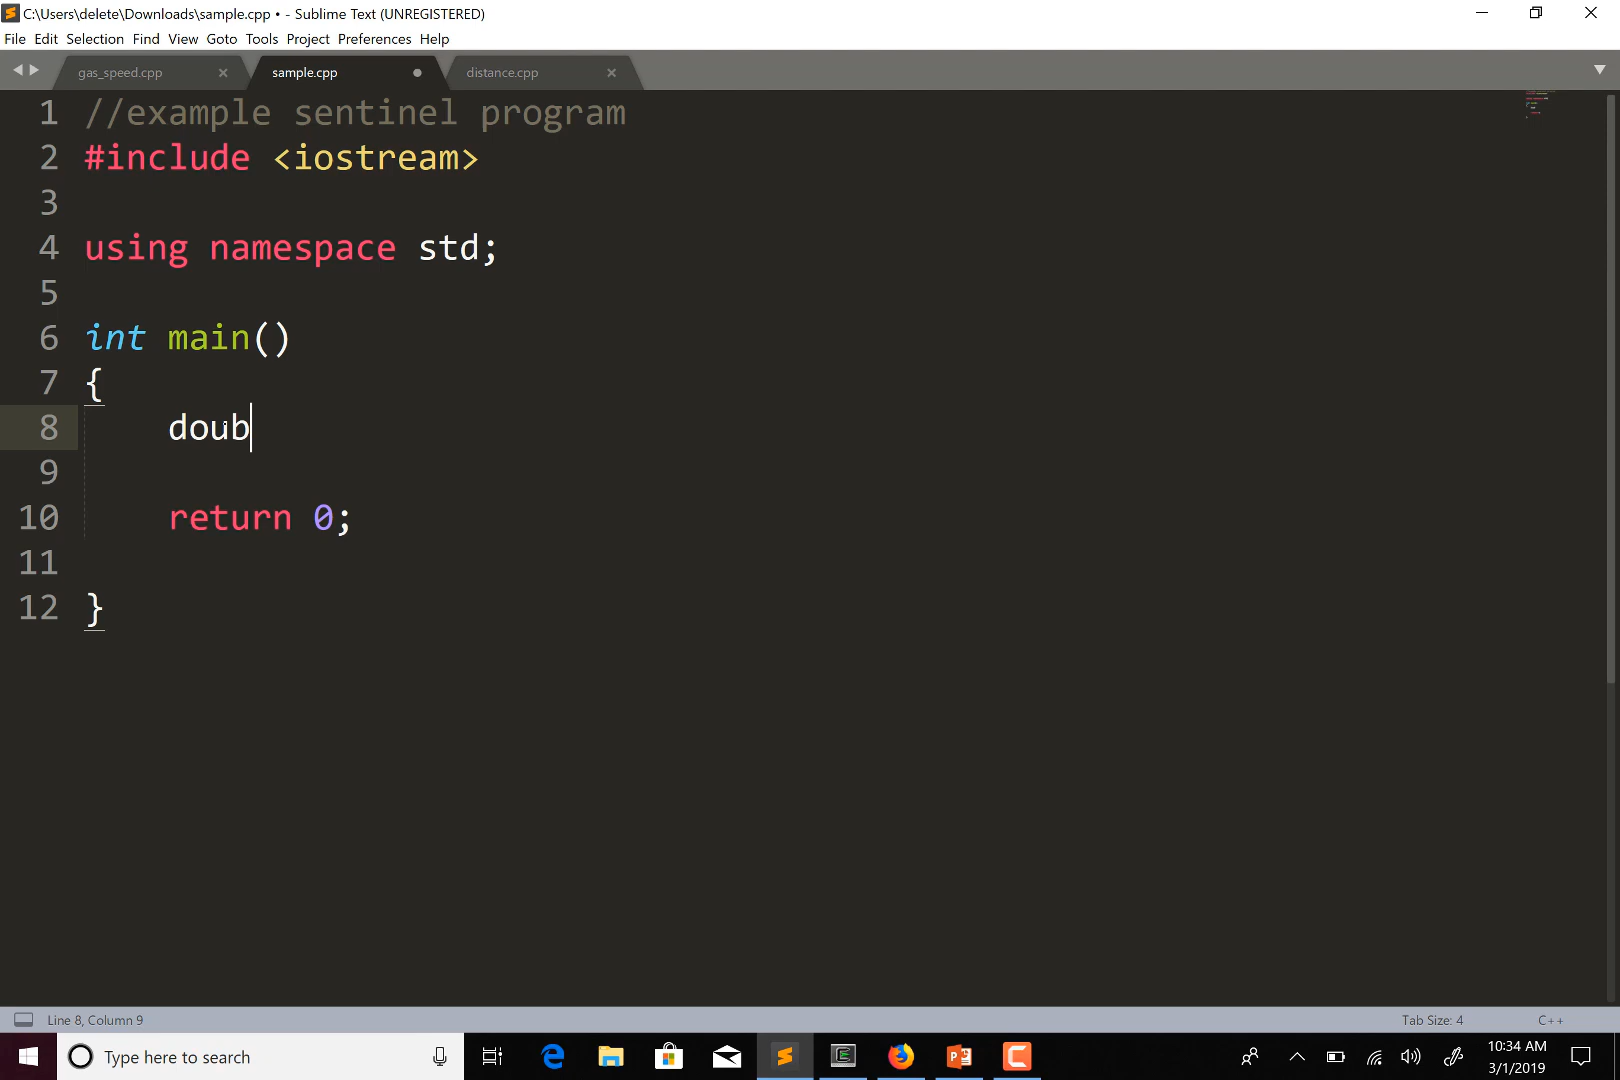 C:\Users\delete\Downloads\sample.cpp • - Sublime Text (UNREGISTERED)
File Edit Selection Find View Goto Tools Project Preferences Help
gas_speed.cpp sample.cpp distance.cpp
1 //example sentinel program
2 #include <iostream>
3
4 using namespace std;
5
6 int main()
7 {
8 doub
9
10 return 0;
11
12 }
Line 8, Column 9 Tab Size: 4 C++
Type here to search 10:34 AM
3/1/2019